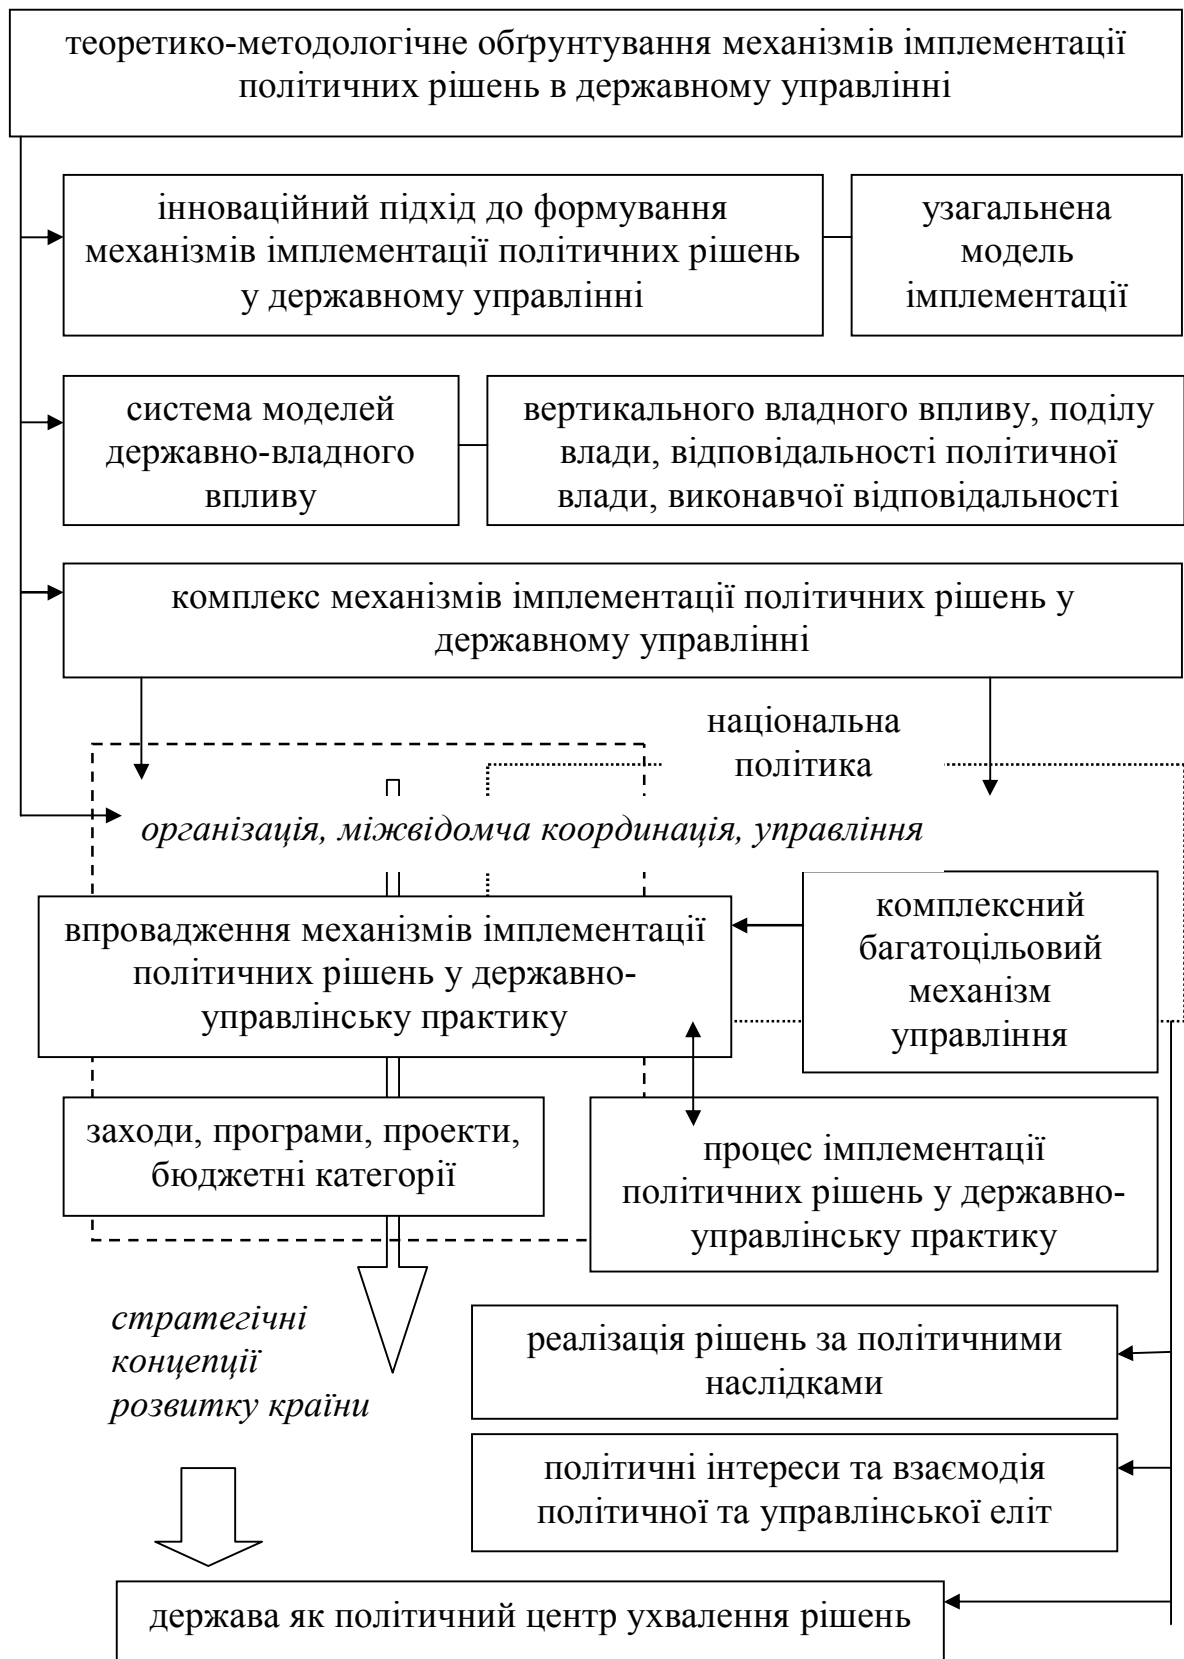 теоретико-методологічне обґрунтування механізмів імплементації
політичних рішень в державному управлінні
інноваційний підхід до формування
механізмів імплементації політичних рішень
у державному управлінні
узагальнена
модель
імплементації
система моделей
державно-владного
впливу
вертикального владного впливу, поділу
влади, відповідальності політичної
влади, виконавчої відповідальності
комплекс механізмів імплементації політичних рішень у
державному управлінні
національна
політика
організація, міжвідомча координація, управління
впровадження механізмів імплементації
політичних рішень у державно-
управлінську практику
комплексний
багатоцільовий
механізм
управління
заходи, програми, проекти,
бюджетні категорії
процес імплементації
політичних рішень у державно-
управлінську практику
стратегічні
концепції
розвитку країни
реалізація рішень за політичними
наслідками
політичні інтереси та взаємодія
політичної та управлінської еліт
держава як політичний центр ухвалення рішень